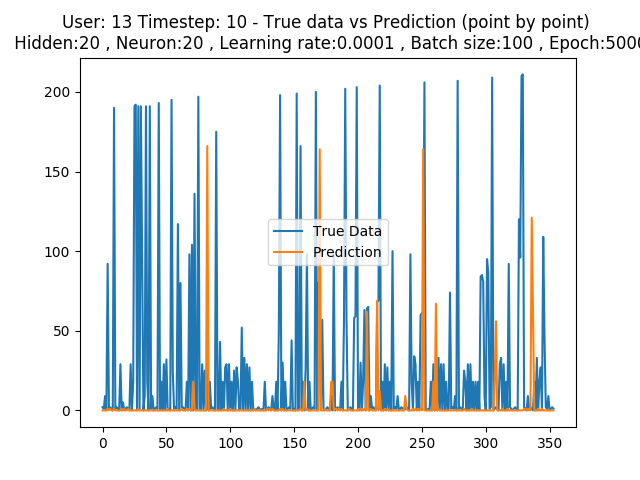 User: 13 Timestep: 10 - True data vs Prediction (point by point)
Hidden:20 , Neuron:20 , Learning rate:0.0001 , Batch size:100 , Epoch:5000
200
150
100
50
0
True Data
Prediction
0 50 100 150 200 250 300 350